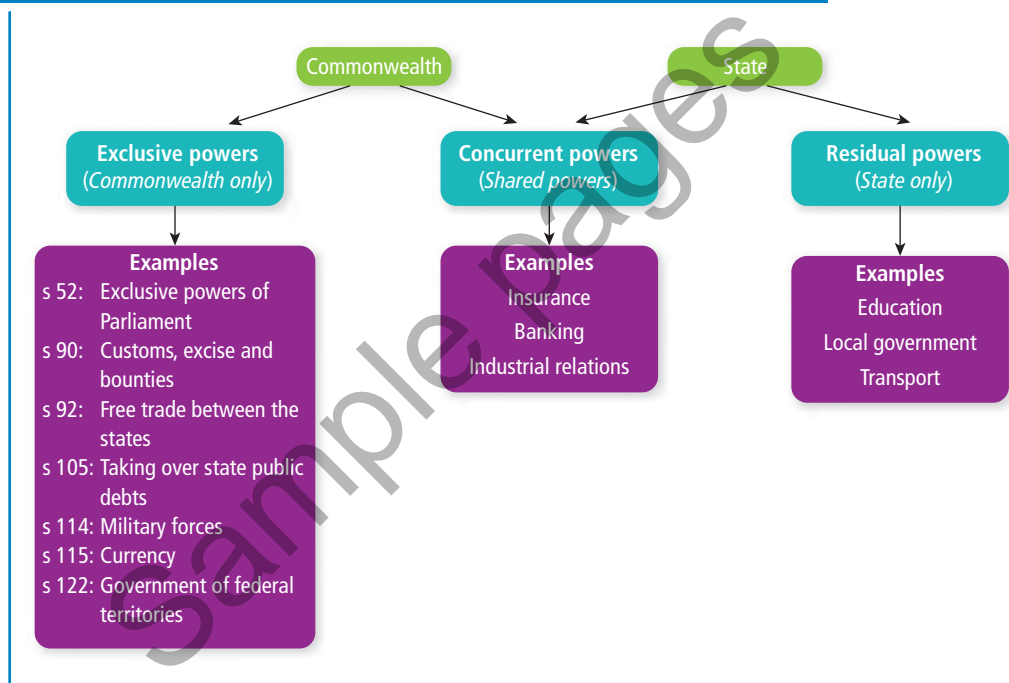 Commonwealth
State
Exclusive powers
(Commonwealth only)
Concurrent powers
(Shared powers)
Residual powers
(State only)
Examples
s 52: Exclusive powers of
Parliament
s 90: Customs, excise and
bounties
s 92: Free trade between the
states
s 105: Taking over state public
debts
s 114: Military forces
s 115: Currency
s 122: Government of federal
territories
Examples
Insurance
Banking
Industrial relations
Examples
Education
Local government
Transport
Sample pages